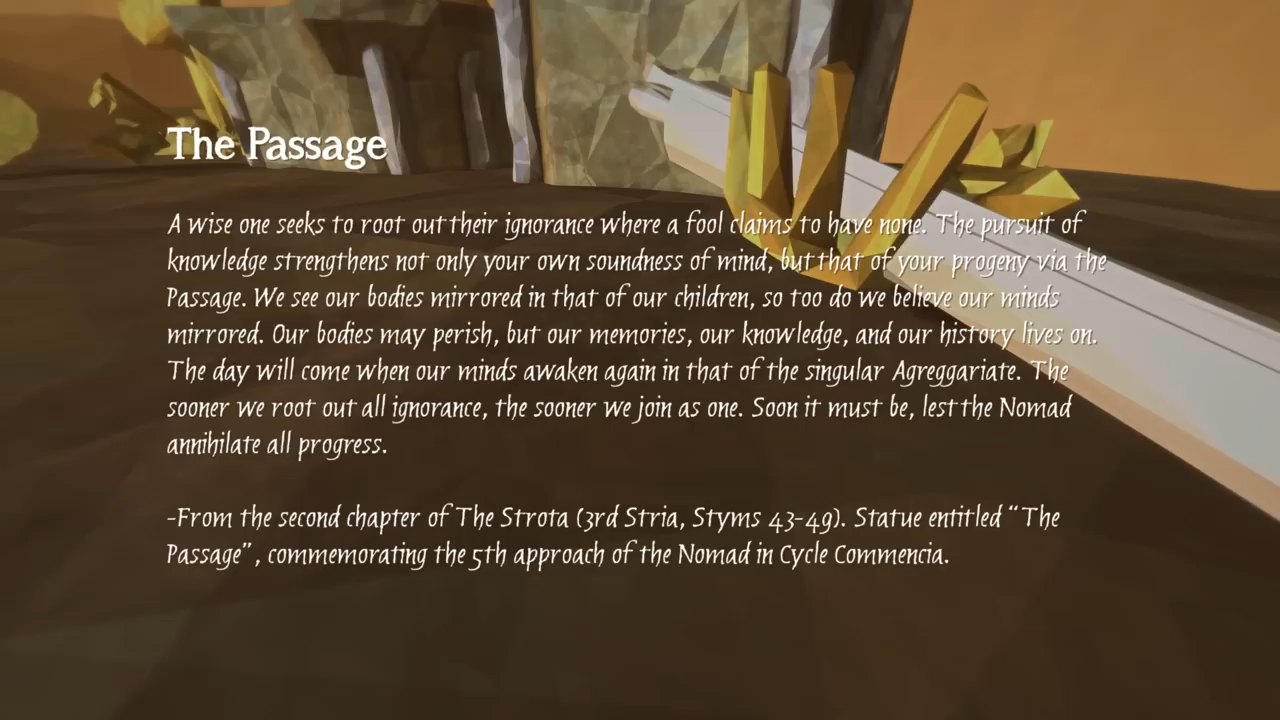 The Passage
A wise one seeks to root out their ignorance where a fool claims to have none. The pursuit of
knowledge strengthens not only your own soundness of mind, but that of your progeny via the
Passage. We see our bodies mirrored in that of our children, so too do we believe our minds
mirrored. Our bodies may perish, but our memories, our knowledge, and our history lives on.
The day will come when our minds awaken again in that of the singular Agreggariate. The
sooner we root out all ignorance, the sooner we join as one. Soon it must be, lest the Nomad
annihilate all progress.
-From the second chapter of The Strota (3rd Stria, Styms 43-49). Statue entitled “The
Passage”, commemorating the 5th approach of the Nomad in Cycle Commencia.